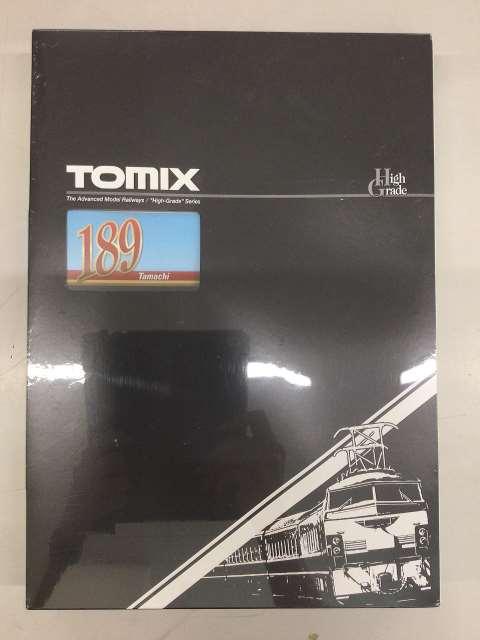 TOMIX
High
Grade
The Advanced Model Railways / "High-Grade" Series
189
Tamachi